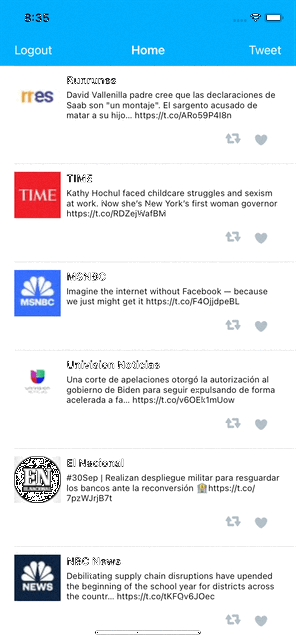 8:35
Logout Home Tweet
Runrunes
David Vallenilla padre cree que las declaraciones de
Saab son "un montaje". El sargento acusado de
matar a su hijo... https://t.co/ARo59P4I8n
TIME
TIME
Kathy Hochul faced childcare struggles and sexism
at work. Now she's New York's first woman governor
https://t.co/RDZejWafBM
MSNBC
MSNBC
Imagine the internet without Facebook — because
we just might get it https://t.co/F4OjjdpeBL
Univision Noticias
Una corte de apelaciones otorgó la autorización al
gobierno de Biden para seguir expulsando de forma
acelerada a fa... https://t.co/v6OEk1mUow
EN
El Nacional
#30Sep | Realizan despliegue militar para resguardar
los bancos ante la reconversión 🏦https://t.co/
7pzWJrjB7t
NBC News
NEWS
Debilitating supply chain disruptions have upended
the beginning of the school year for districts across
the countr... https://t.co/tKFQv6JOec